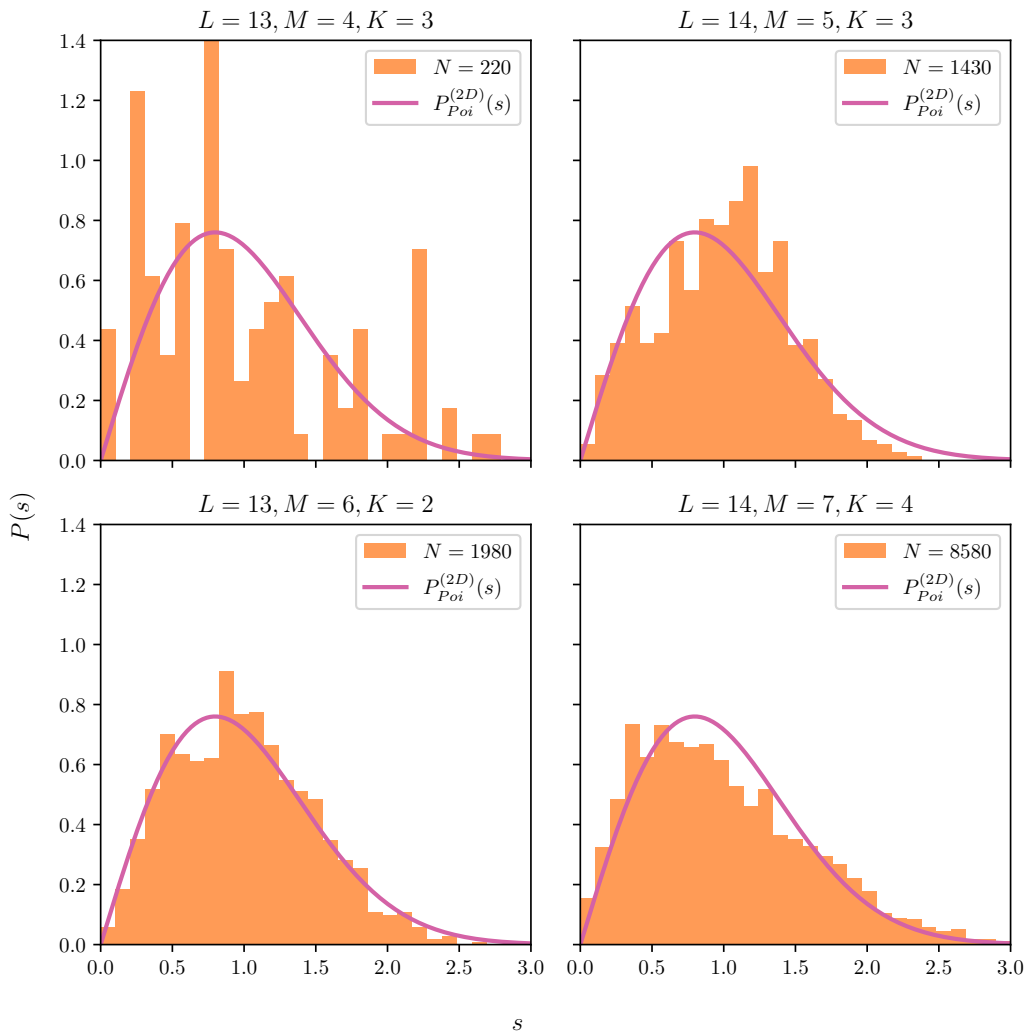 L = 13, M = 4, K = 3
1.4
1.2
1.0
0.8
0.6
0.4
0.2
0.0
N = 220
P_{Poi}^{(2D)}(s)
L = 14, M = 5, K = 3
N = 1430
P_{Poi}^{(2D)}(s)
P(s)
L = 13, M = 6, K = 2
1.4
1.2
1.0
0.8
0.6
0.4
0.2
0.0
N = 1980
P_{Poi}^{(2D)}(s)
0.0 0.5 1.0 1.5 2.0 2.5 3.0
L = 14, M = 7, K = 4
N = 8580
P_{Poi}^{(2D)}(s)
0.0 0.5 1.0 1.5 2.0 2.5 3.0
s